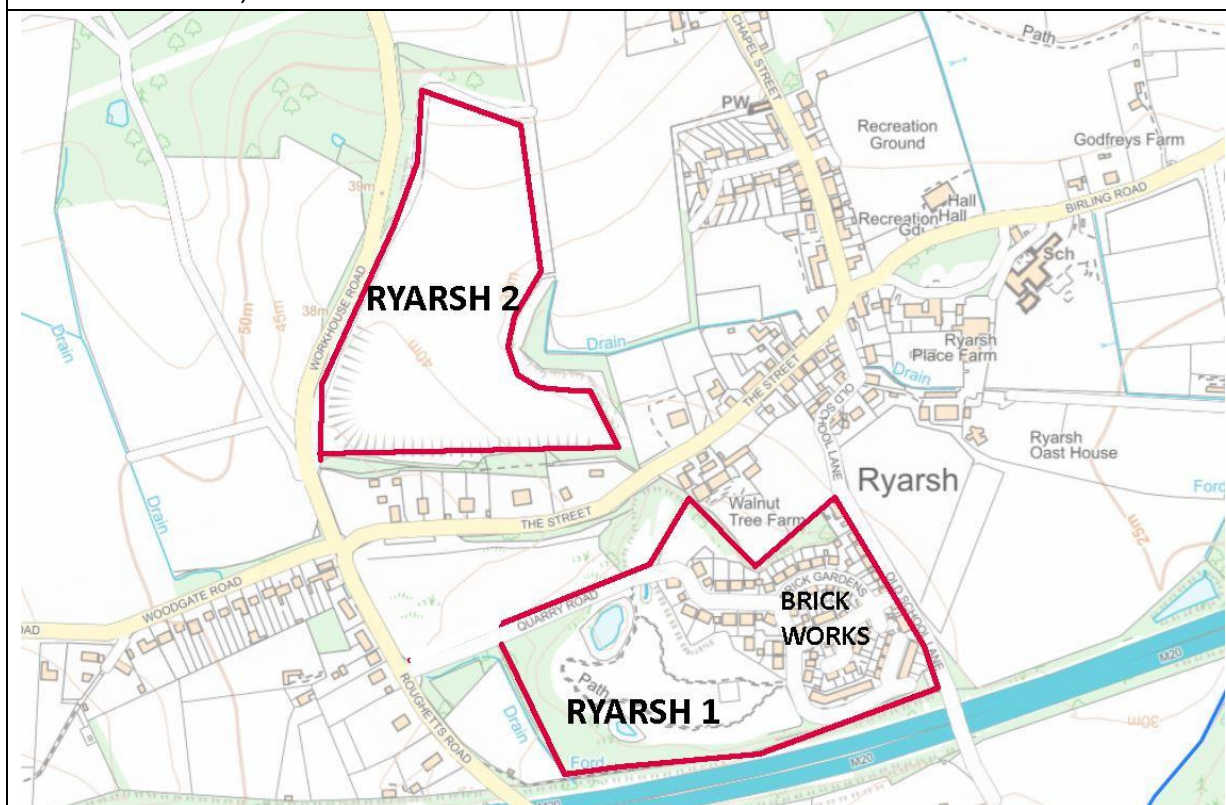 Path
CHAPEL STREET
PW
Recreation
Ground
Godfreys Farm
39m
Hall
Hall
Recreation
Gd
BIRLING ROAD
Sch
50m
45m
38m
WORKHOUSE ROAD
RYARSH 2
40m
Drain
Drain
THE STREET
Ryarsh
Place Farm
Drain
OLD SCHOOL LANE
Ryarsh
Oast House
Ryarsh
Ford
Walnut
Tree Farm
25m
Drain
THE STREET
WOODGATE ROAD
OAD
QUARRY ROAD
BRICK GARDENS
BRICK
WORKS
OLD SCHOOL LANE
M20
Path
RYARSH 1
ROUGHETTS ROAD
Drain
Ford
30m
M20
M20